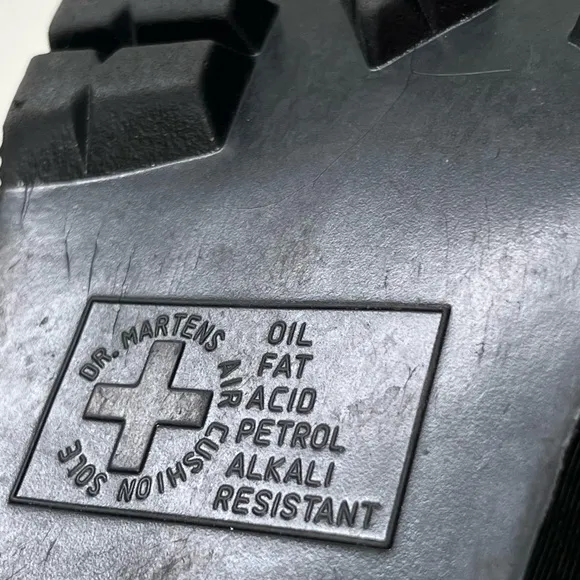 DR. MARTENS AIR CUSHION SOLE
OIL
FAT
ACID
PETROL
ALKALI
RESISTANT